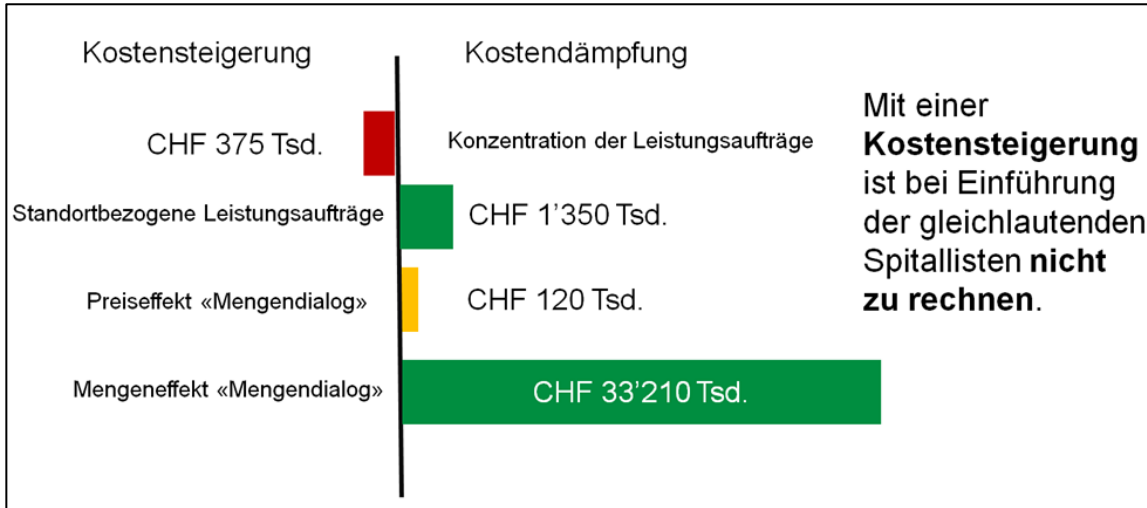 Kostensteigerung
Kostendämpfung
CHF 375 Tsd.
Konzentration der Leistungsaufträge
Standortbezogene Leistungsaufträge
CHF 1’350 Tsd.
Preiseffekt «Mengendialog»
CHF 120 Tsd.
Mengeneffekt «Mengendialog»
CHF 33’210 Tsd.
Mit einer
Kostensteigerung
ist bei Einführung
der gleichlautenden
Spitallisten nicht
zu rechnen.